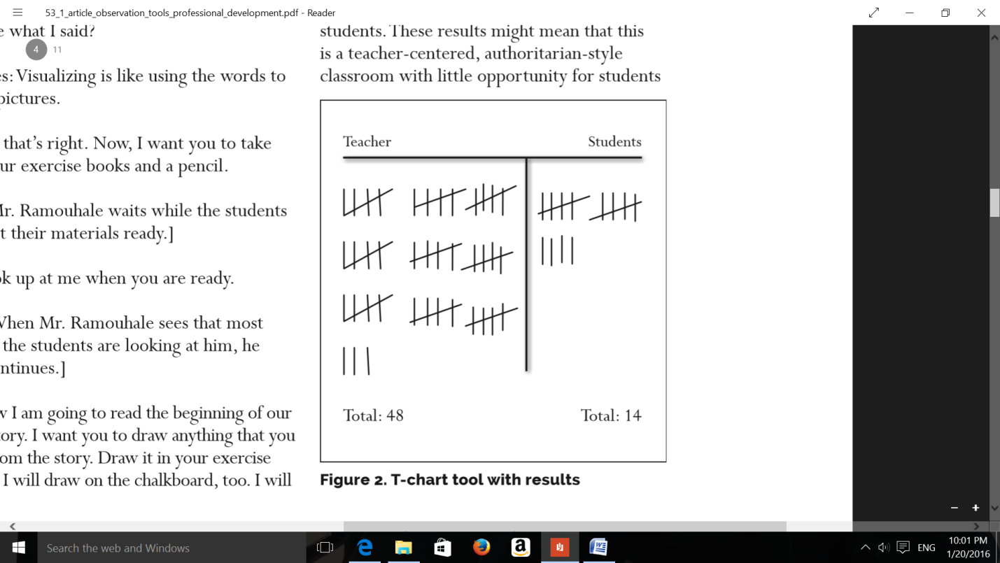 53_1_article_observation_tools_professional_development.pdf - Reader
4 11
e what I said?
es: Visualizing is like using the words to
pictures.
that's right. Now, I want you to take
ur exercise books and a pencil.
Mr. Ramouhale waits while the students
t their materials ready.]
ok up at me when you are ready.
When Mr. Ramouhale sees that most
the students are looking at him, he
ntinues.]
w I am going to read the beginning of our
tory. I want you to draw anything that you
om the story. Draw it in your exercise
I will draw on the chalkboard, too. I will
students. These results might mean that this
is a teacher-centered, authoritarian-style
classroom with little opportunity for students
Teacher Students
Total: 48 Total: 14
Figure 2. T-chart tool with results
Search the web and Windows
ENG
10:01 PM
1/20/2016